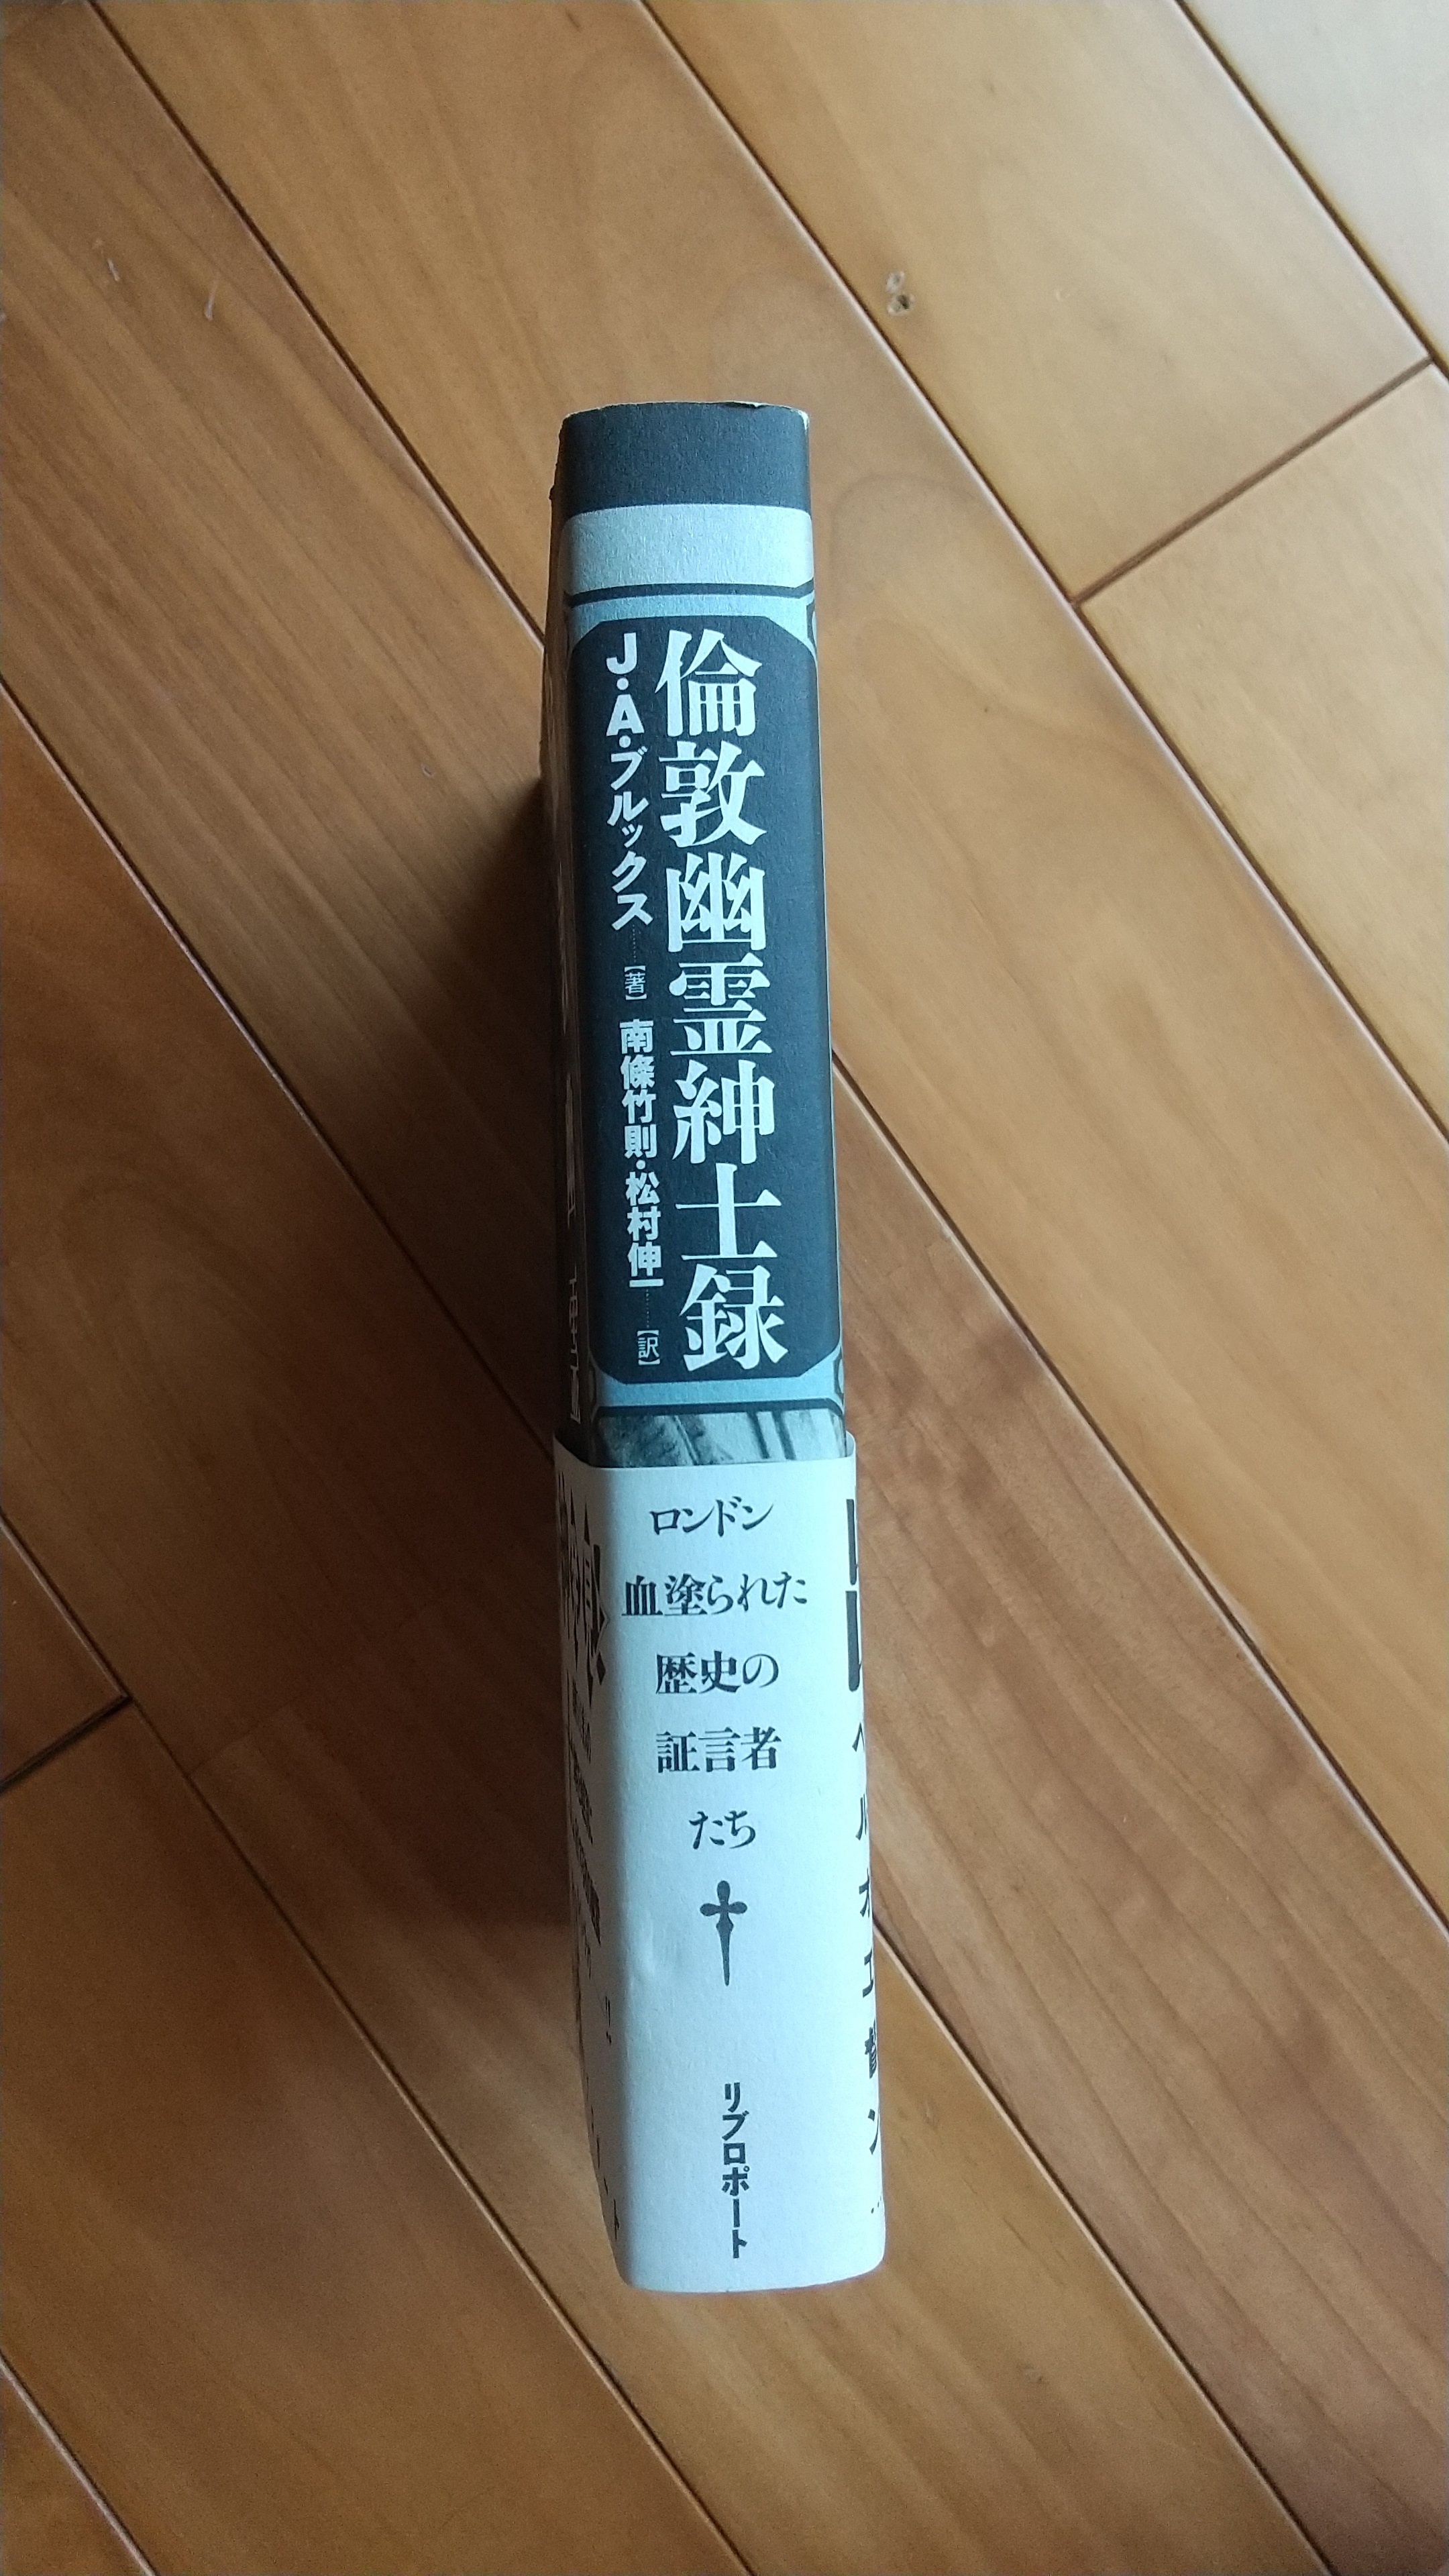 倫敦幽霊紳士録
J・A・ブルックス……[著] 南條竹則・松村伸一……[訳]
ロンドン
血塗られた
歴史の
証言者
たち
リブロポート